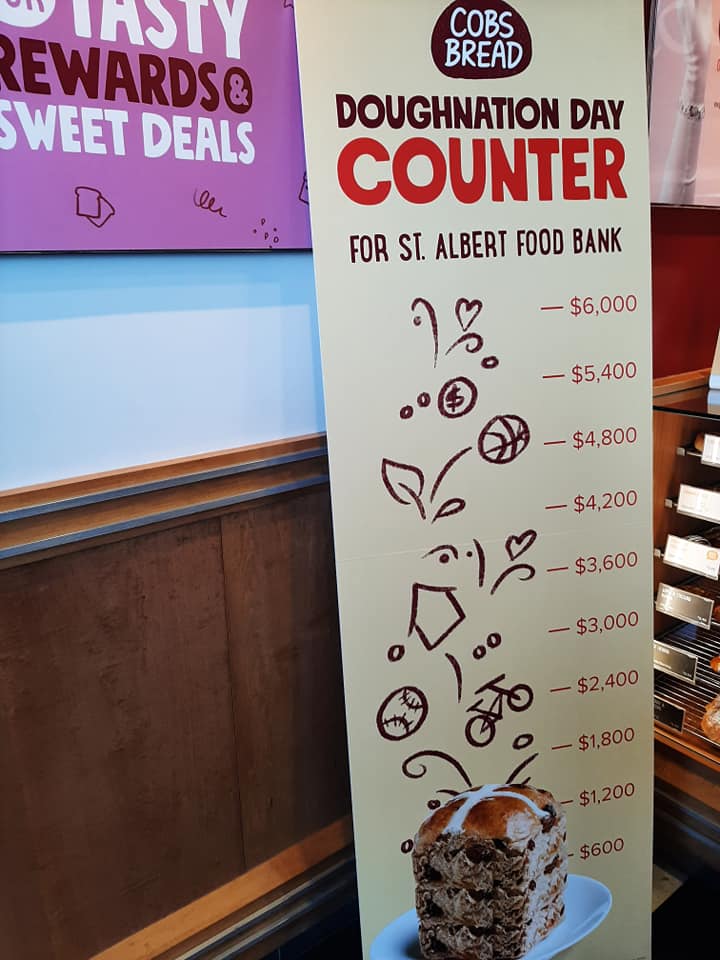 TASTY
REWARDS &
SWEET DEALS
COBS
BREAD
DOUGHNATION DAY
COUNTER
FOR ST. ALBERT FOOD BANK
— $6,000
— $5,400
$
— $4,800
— $4,200
— $3,600
— $3,000
— $2,400
— $1,800
— $1,200
— $600